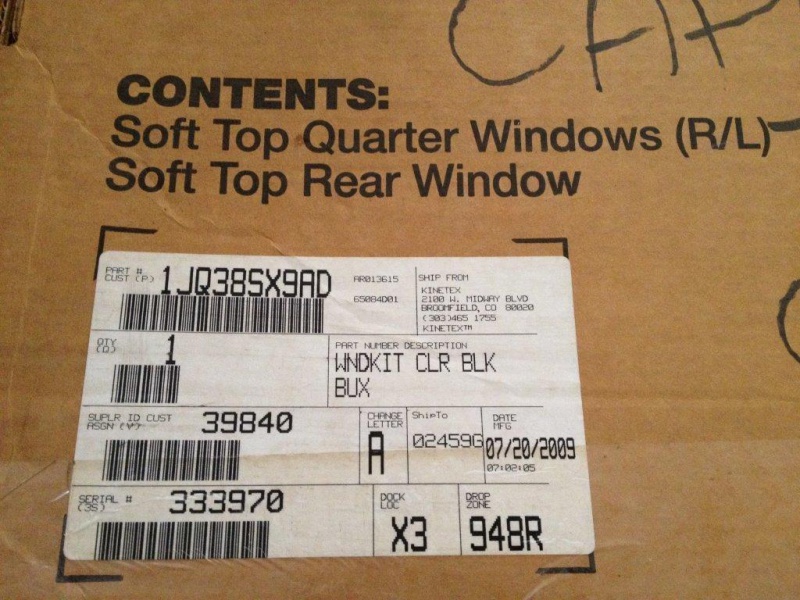 CONTENTS:
Soft Top Quarter Windows (R/L)
Soft Top Rear Window
PART #
CUST (P)
1JQ38SX9AD
AR013615
65084D01
SHIP FROM
KINETEX
2100 W. MIDWAY BLVD
BROOMFIELD, CO 80020
(303)465 1755
KINETEX™
QTY
(Q)
1
PART NUMBER DESCRIPTION
WNDKIT CLR BLK
BUX
SUPLR ID CUST
ASGN (V)
39840
CHANGE
LETTER
A
ShipTo
02459G
DATE
MFG
07/20/2009
07:02:05
SERIAL #
(3S)
333970
DOCK
LOC
X3
DROP
ZONE
948R